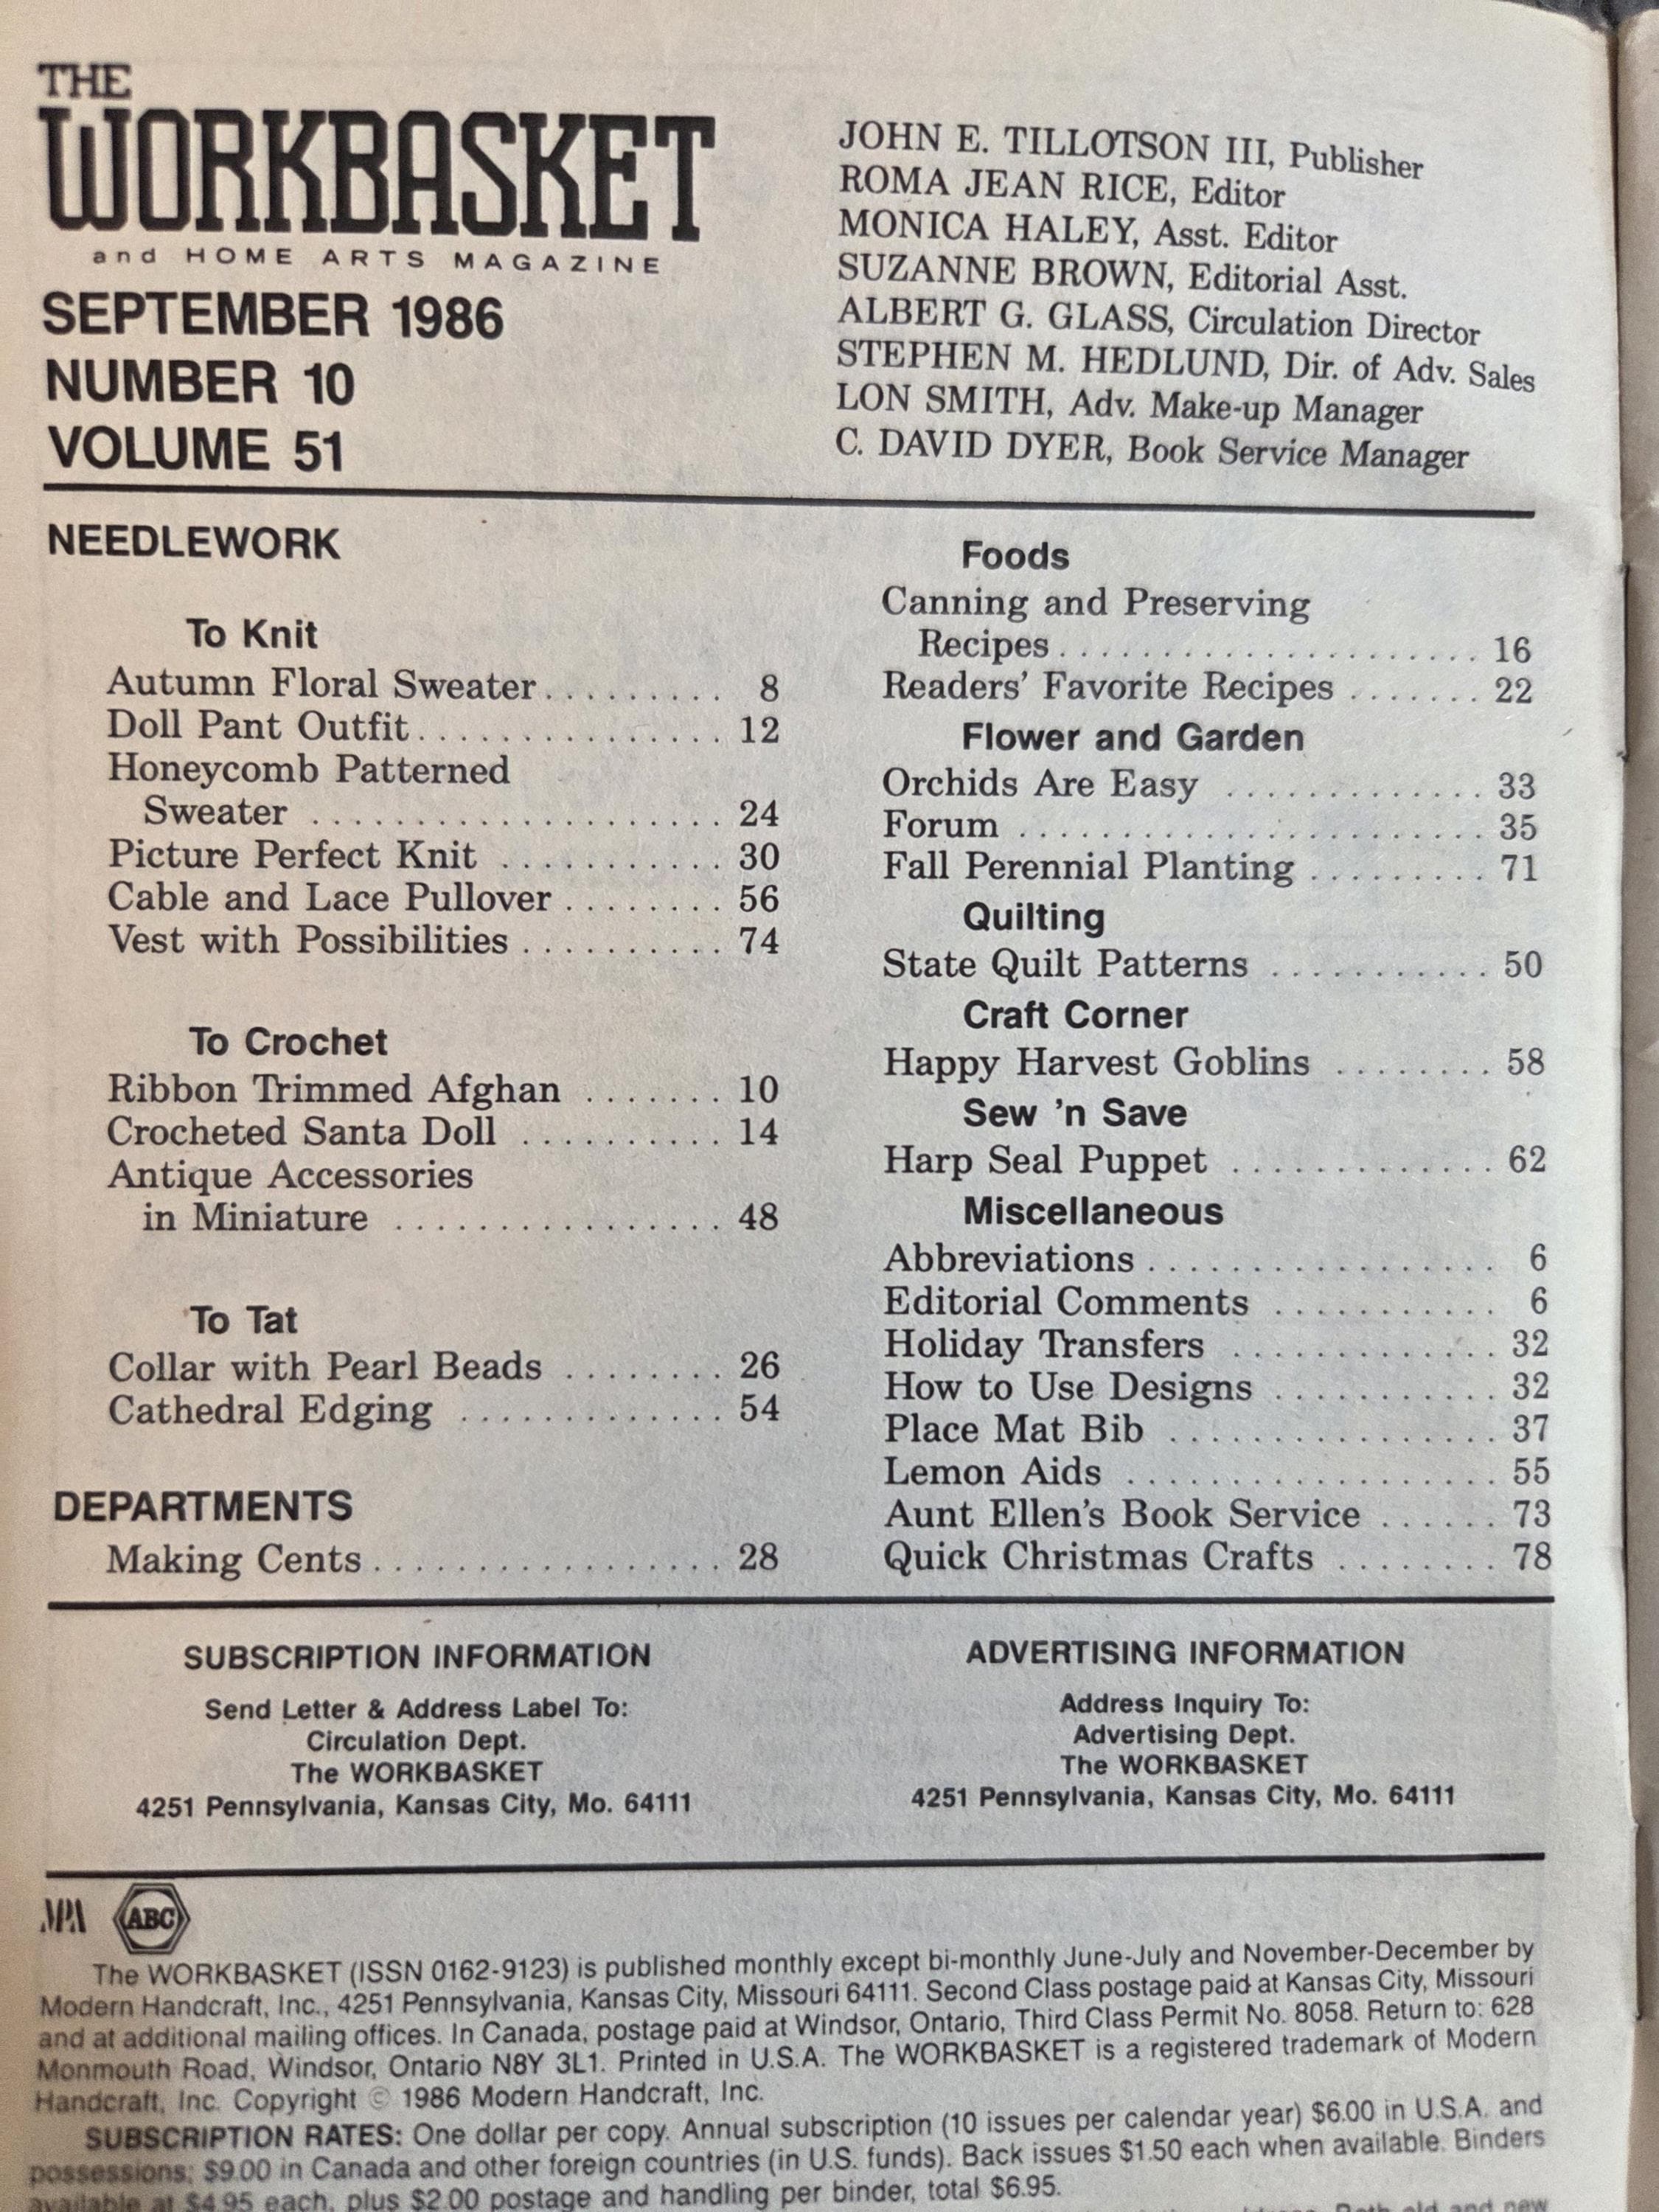 THE
WORKBASKET
and HOME ARTS MAGAZINE
SEPTEMBER 1986
NUMBER 10
VOLUME 51
JOHN E. TILLOTSON III, Publisher
ROMA JEAN RICE, Editor
MONICA HALEY, Asst. Editor
SUZANNE BROWN, Editorial Asst.
ALBERT G. GLASS, Circulation Director
STEPHEN M. HEDLUND, Dir. of Adv. Sales
LON SMITH, Adv. Make-up Manager
C. DAVID DYER, Book Service Manager
NEEDLEWORK
To Knit
Autumn Floral Sweater......... 8
Doll Pant Outfit............... 12
Honeycomb Patterned
Sweater .................... 24
Picture Perfect Knit ........... 30
Cable and Lace Pullover ........ 56
Vest with Possibilities .......... 74
To Crochet
Ribbon Trimmed Afghan ....... 10
Crocheted Santa Doll .......... 14
Antique Accessories
in Miniature ................ 48
To Tat
Collar with Pearl Beads ........ 26
Cathedral Edging ............. 54
DEPARTMENTS
Making Cents ................. 28
Foods
Canning and Preserving
Recipes ..................... 16
Readers' Favorite Recipes ....... 22
Flower and Garden
Orchids Are Easy ............. 33
Forum ....................... 35
Fall Perennial Planting ......... 71
Quilting
State Quilt Patterns ........... 50
Craft Corner
Happy Harvest Goblins ........ 58
Sew 'n Save
Harp Seal Puppet ............. 62
Miscellaneous
Abbreviations ................. 6
Editorial Comments ........... 6
Holiday Transfers ............. 32
How to Use Designs ........... 32
Place Mat Bib ................ 37
Lemon Aids .................. 55
Aunt Ellen's Book Service ...... 73
Quick Christmas Crafts ........ 78
SUBSCRIPTION INFORMATION
Send Letter & Address Label To:
Circulation Dept.
The WORKBASKET
4251 Pennsylvania, Kansas City, Mo. 64111
ADVERTISING INFORMATION
Address Inquiry To:
Advertising Dept.
The WORKBASKET
4251 Pennsylvania, Kansas City, Mo. 64111
MPA ABC
The WORKBASKET (ISSN 0162-9123) is published monthly except bi-monthly June-July and November-December by
Modern Handcraft, Inc., 4251 Pennsylvania, Kansas City, Missouri 64111. Second Class postage paid at Kansas City, Missouri
and at additional mailing offices. In Canada, postage paid at Windsor, Ontario, Third Class Permit No. 8058. Return to: 628
Monmouth Road, Windsor, Ontario N8Y 3L1. Printed in U.S.A. The WORKBASKET is a registered trademark of Modern
Handcraft, Inc. Copyright © 1986 Modern Handcraft, Inc.
SUBSCRIPTION RATES: One dollar per copy. Annual subscription (10 issues per calendar year) $6.00 in U.S.A. and
possessions; $9.00 in Canada and other foreign countries (in U.S. funds). Back issues $1.50 each when available. Binders
available at $4.95 each, plus $2.00 postage and handling per binder, total $6.95.
Both old and new